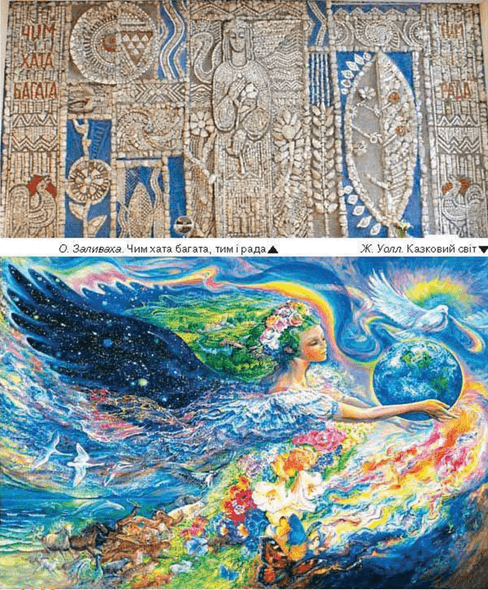 ЧИМ
ХАТА
БАГАТА
ТИМ
І
РАДА
О. Заливаха. Чим хата багата, тим і рада▲
Ж. Уолл. Казковий світ▼